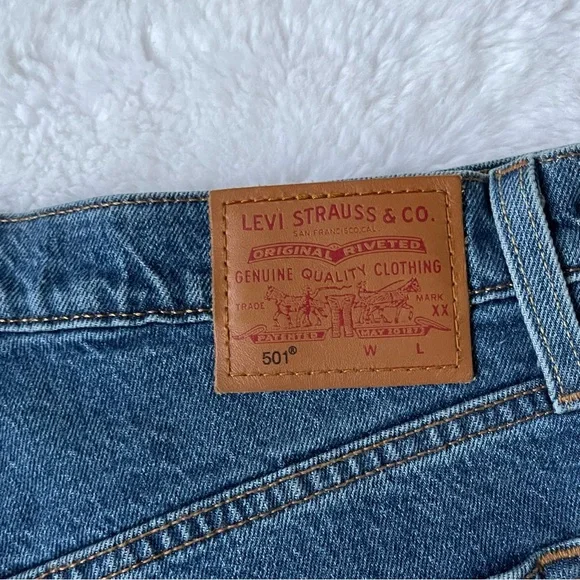 LEVI STRAUSS & CO.
SAN FRANCISCO, CAL.
ORIGINAL RIVETED
GENUINE QUALITY CLOTHING
TRADE MARK
XX
PATENTED MAY 20 1873
501® W L